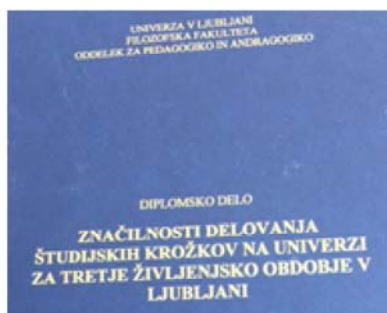 UNIVERZA V LJUBLJANI
FILOZOFSKA FAKULTETA
ODDELEK ZA PEDAGOGIKO IN ANDRAGOGIKO
DIPLOMSKO DELO
ZNAČILNOSTI DELOVANJA
ŠTUDIJSKIH KROŽKOV NA UNIVERZI
ZA TRETJE ŽIVLJENJSKO OBDOBJE V
LJUBLJANI